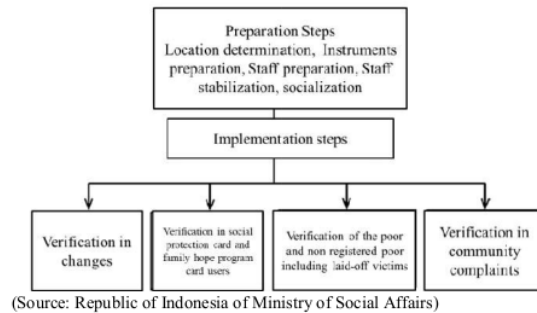 Preparation Steps
Location determination, Instruments
preparation, Staff preparation, Staff
stabilization, socialization
Implementation steps
Verification in
changes
Verification in social
protection card and
family hope program
card users
Verification of the poor
and non registered poor
including laid-off victims
Verification in
community
complaints
(Source: Republic of Indonesia of Ministry of Social Affairs)